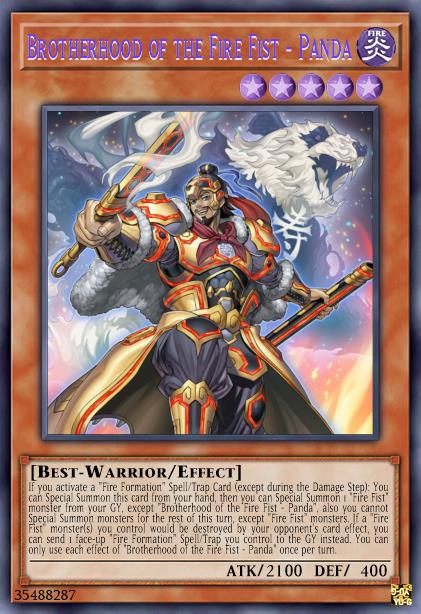 Brotherhood of the Fire Fist - Panda
FIRE
炎
寿
[Best-Warrior/Effect]
If you activate a "Fire Formation" Spell/Trap Card (except during the Damage Step): You
can Special Summon this card from your hand, then you can Special Summon 1 "Fire Fist"
monster from your GY, except "Brotherhood of the Fire Fist - Panda", also you cannot
Special Summon monsters for the rest of this turn, except "Fire Fist" monsters. If a "Fire
Fist" monster(s) you control would be destroyed by your opponent's card effect, you
can send 1 face-up "Fire Formation" Spell/Trap you control to the GY instead. You can
only use each effect of "Brotherhood of the Fire Fist - Panda" once per turn.
ATK/2100 DEF/ 400
35488287